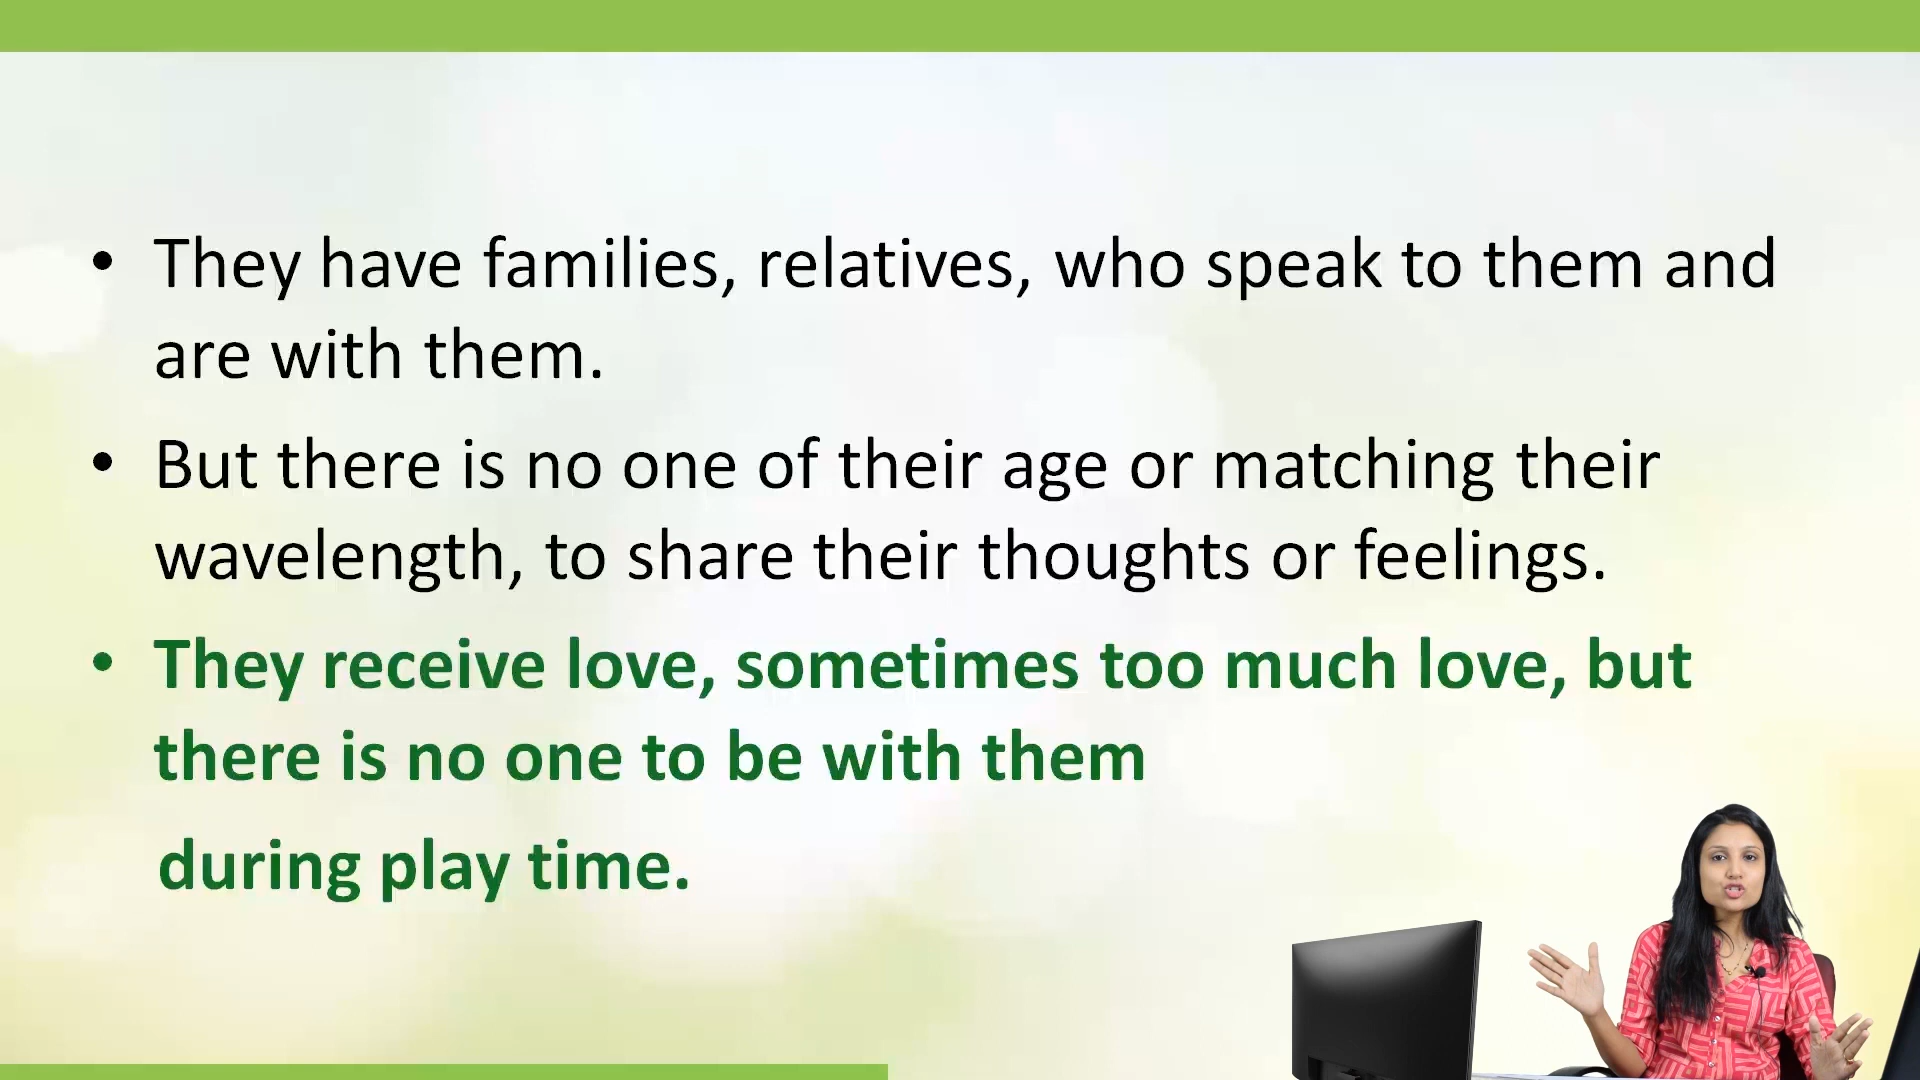 • They have families, relatives, who speak to them and
are with them.
• But there is no one of their age or matching their
wavelength, to share their thoughts or feelings.
• They receive love, sometimes too much love, but
there is no one to be with them
during play time.